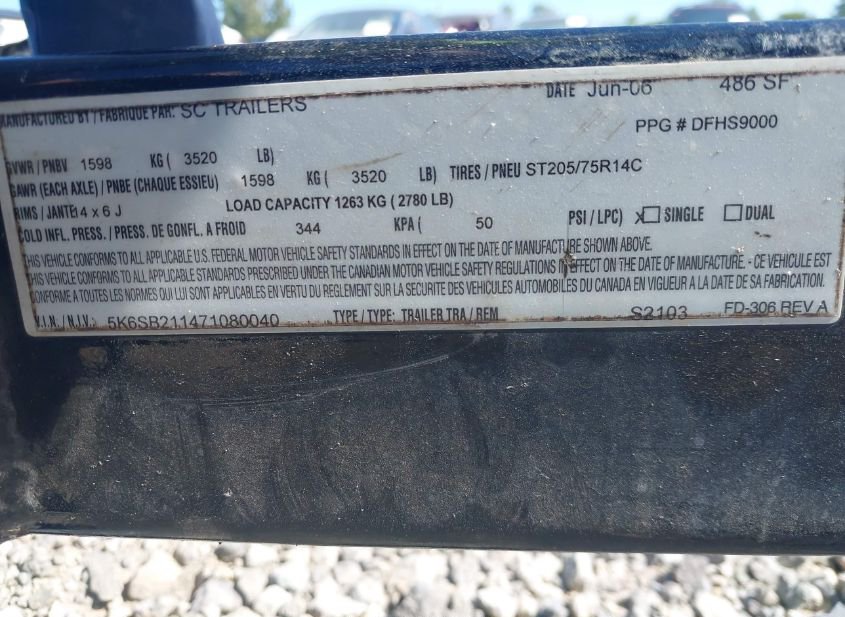 MANUFACTURED BY / FABRIQUE PAR: SC TRAILERS DATE Jun-06 486 SF
PPG # DFHS9000
GVWR / PNBV 1598 KG ( 3520 LB)
GAWR (EACH AXLE) / PNBE (CHAQUE ESSIEU) 1598 KG ( 3520 LB) TIRES / PNEU ST205/75R14C
RIMS / JANTE 14 x 6 J LOAD CAPACITY 1263 KG ( 2780 LB)
COLD INFL. PRESS. / PRESS. DE GONFL. A FROID 344 KPA ( 50 PSI / LPC) x☐ SINGLE ☐ DUAL
THIS VEHICLE CONFORMS TO ALL APPLICABLE U.S. FEDERAL MOTOR VEHICLE SAFETY STANDARDS IN EFFECT ON THE DATE OF MANUFACTURE SHOWN ABOVE.
THIS VEHICLE CONFORMS TO ALL APPLICABLE STANDARDS PRESCRIBED UNDER THE CANADIAN MOTOR VEHICLE SAFETY REGULATIONS IN EFFECT ON THE DATE OF MANUFACTURE. - CE VEHICULE EST
CONFORME A TOUTES LES NORMES QUI LUI SONT APPLICABLES EN VERTU DU REGLEMENT SUR LA SECURITE DES VEHICULES AUTOMOBILES DU CANADA EN VIGUEUR A LA DATE DE SA FABRICATION.
V.I.N. / N.I.V.: 5K6SB211471080040 TYPE / TYPE: TRAILER TRA / REM S2103 FD-306 REV A